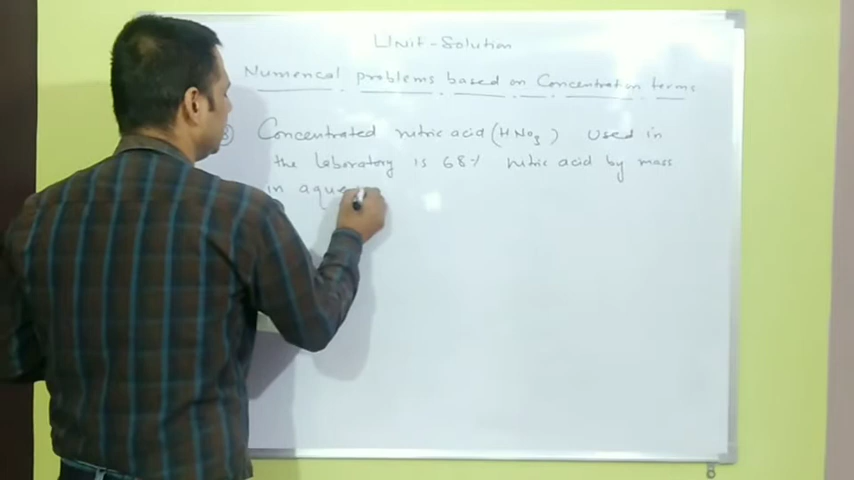 Unit-Solution
Numerical problems based on Concentration terms
Concentrated nitric acid (HNO3) used in
the laboratory is 68% nitric acid by mass
in aque